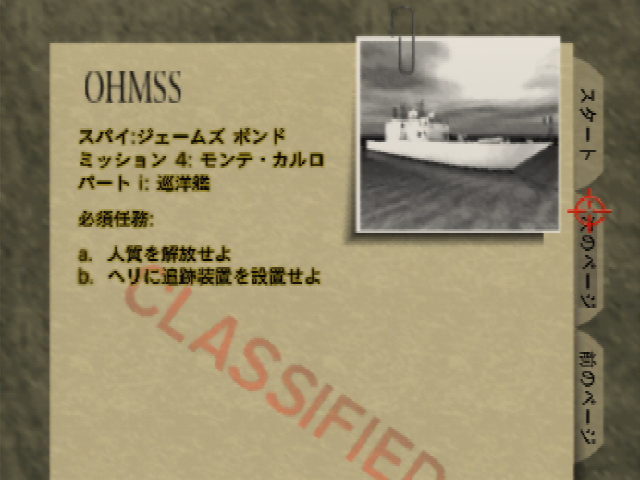 OHMSS
スパイ:ジェームズ ボンド
ミッション 4: モンテ・カルロ
パート i: 巡洋艦
必須任務:
a. 人質を解放せよ
b. ヘリに追跡装置を設置せよ
CLASSIFIED
スタート
次のページ
前のページ